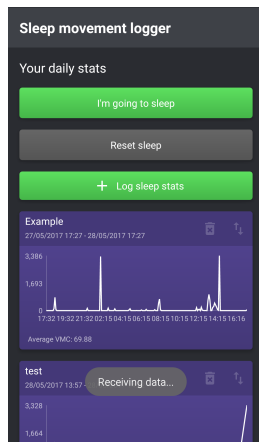 Sleep movement logger
Your daily stats
I'm going to sleep
Reset sleep
+ Log sleep stats
Example
27/05/2017 17:27 - 28/05/2017 17:27
3,386
1,693
0
17:32 19:32 21:32 02:15 04:15 06:15 08:15 10:15 12:15 14:15 16:16
Average VMC: 69.88
test
28/05/2017 13:57 -
Receiving data...
3,328
1,664